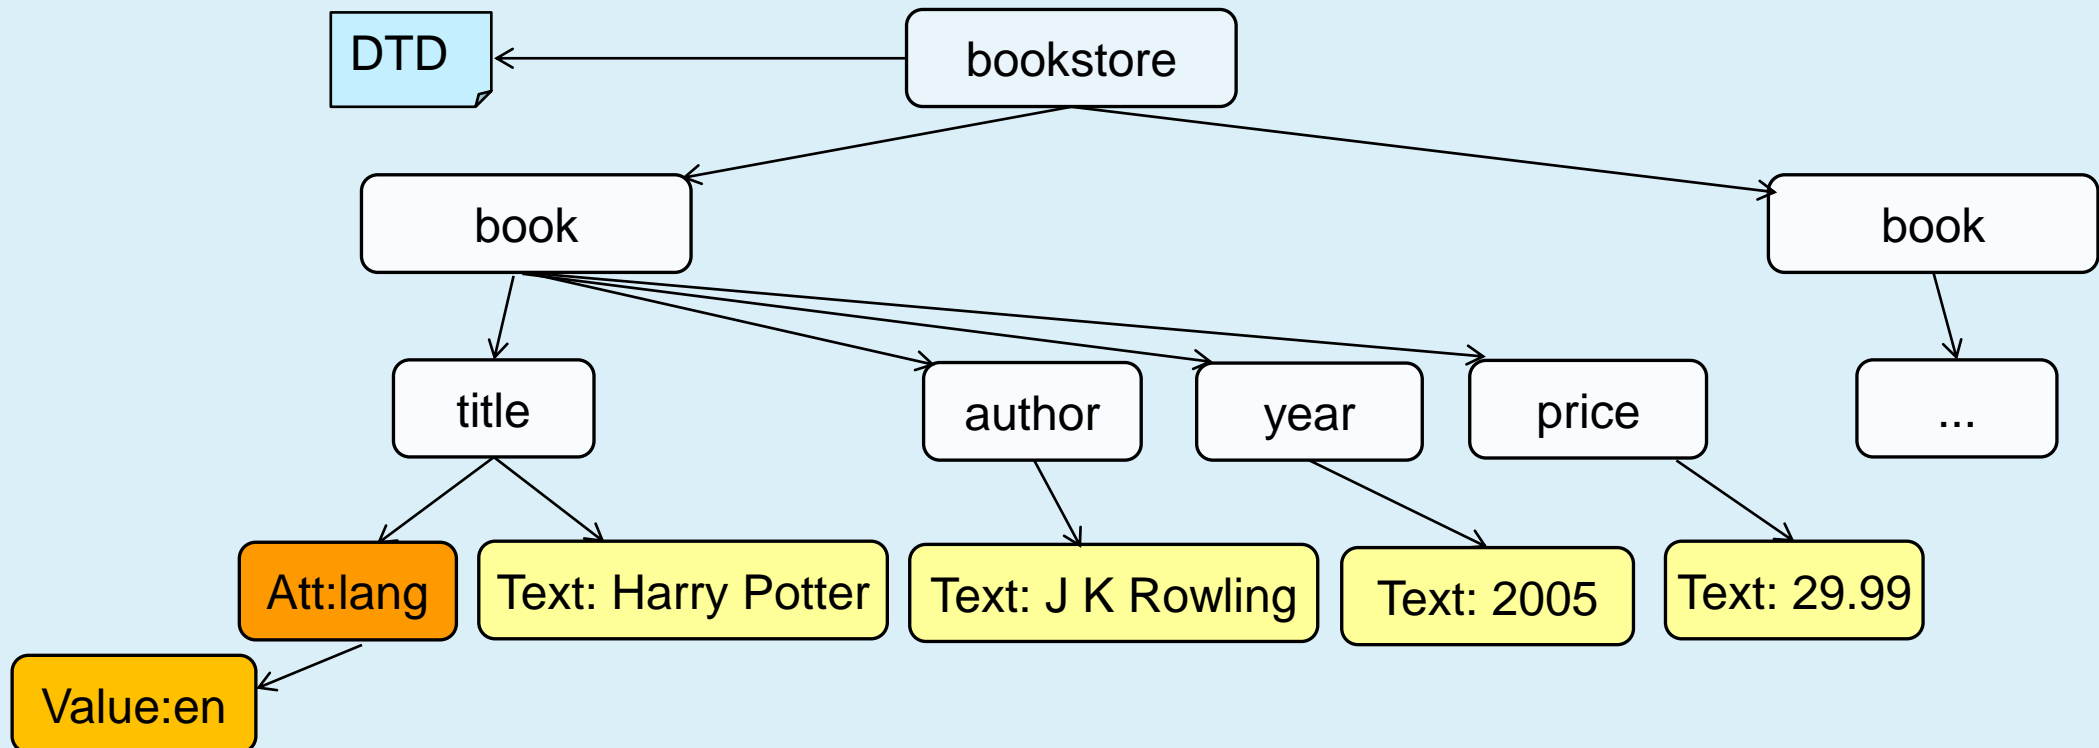 DTD
bookstore
book
book
title
author
year
price
...
Att:lang
Text: Harry Potter
Text: J K Rowling
Text: 2005
Text: 29.99
Value:en